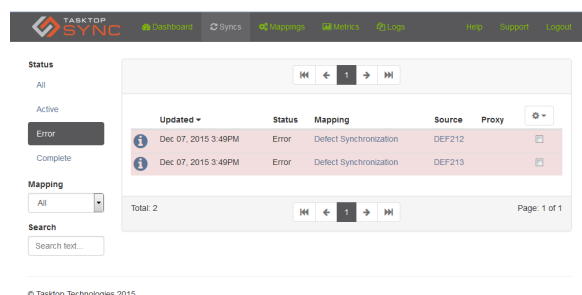 TASKTOP
SYNC
Dashboard Syncs Mappings Metrics Logs Help Support Logout
Status
All
Active
Error
Complete
Mapping
All
Search
Search text...
1
Updated Status Mapping Source Proxy
Dec 07, 2015 3:49PM Error Defect Synchronization DEF212
Dec 07, 2015 3:49PM Error Defect Synchronization DEF213
Total: 2 1 Page: 1 of 1
© Tasktop Technologies 2015